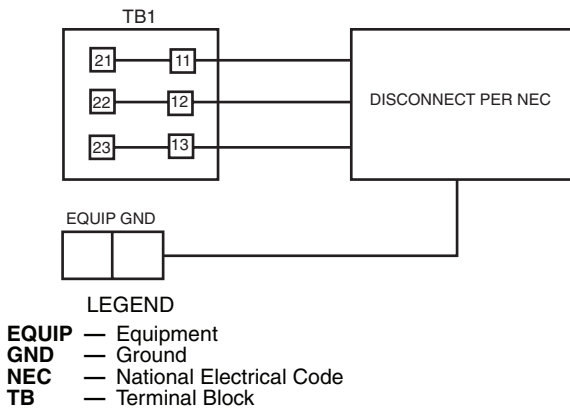 TB1
21 11
22 12
23 13
DISCONNECT PER NEC
EQUIP GND
LEGEND
EQUIP — Equipment
GND — Ground
NEC — National Electrical Code
TB — Terminal Block